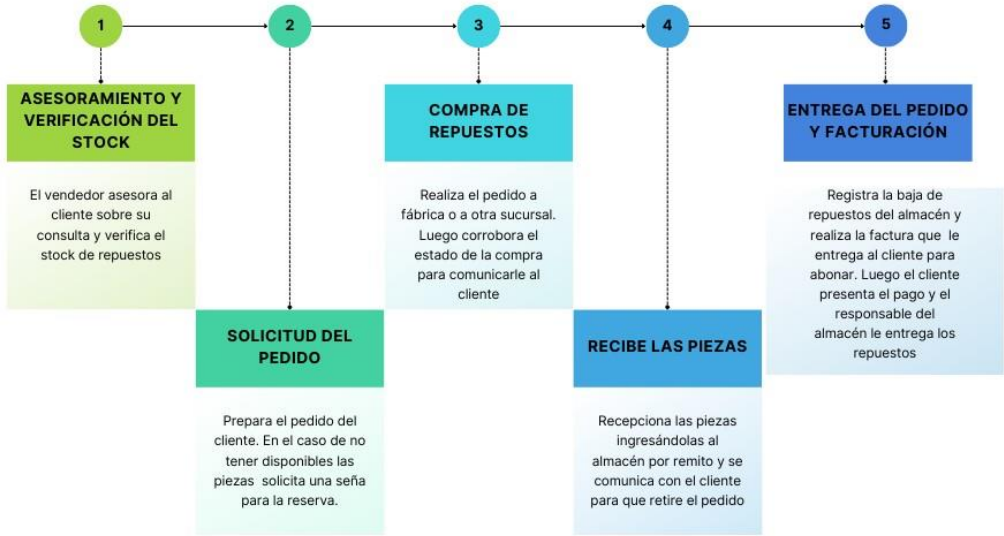 1
2
3
4
5
ASESORAMIENTO Y
VERIFICACIÓN DEL
STOCK
El vendedor asesora al
cliente sobre su
consulta y verifica el
stock de repuestos
SOLICITUD DEL
PEDIDO
Prepara el pedido del
cliente. En el caso de no
tener disponibles las
piezas solicita una seña
para la reserva.
COMPRA DE
REPUESTOS
Realiza el pedido a
fábrica o a otra sucursal.
Luego corrobora el
estado de la compra
para comunicarle al
cliente
RECIBE LAS PIEZAS
Recepciona las piezas
ingresándolas al
almacén por remito y se
comunica con el cliente
para que retire el pedido
ENTREGA DEL PEDIDO
Y FACTURACIÓN
Registra la baja de
repuestos del almacén y
realiza la factura que le
entrega al cliente para
abonar. Luego el cliente
presenta el pago y el
responsable del
almacén le entrega los
repuestos